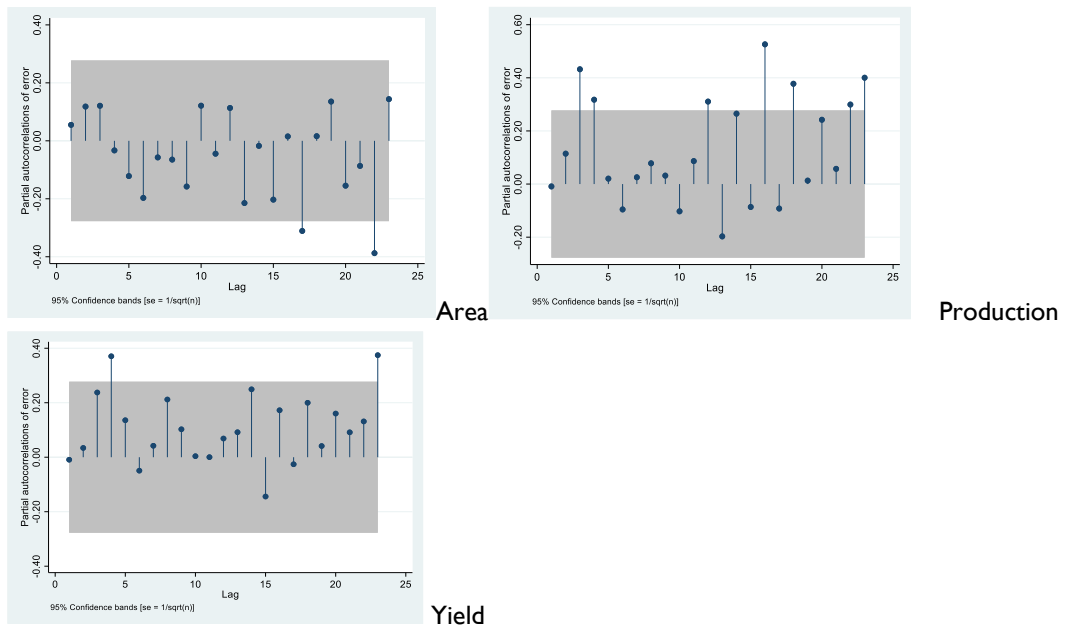 Partial autocorrelations of error
0.40
0.20
0.00
-0.20
-0.40
0 5 10 15 20 25
Lag
95% Confidence bands [se = 1/sqrt(n)]
Area
Partial autocorrelations of error
0.60
0.40
0.20
0.00
-0.20
0 5 10 15 20 25
Lag
95% Confidence bands [se = 1/sqrt(n)]
Production
Partial autocorrelations of error
0.40
0.20
0.00
-0.20
-0.40
0 5 10 15 20 25
Lag
95% Confidence bands [se = 1/sqrt(n)]
Yield